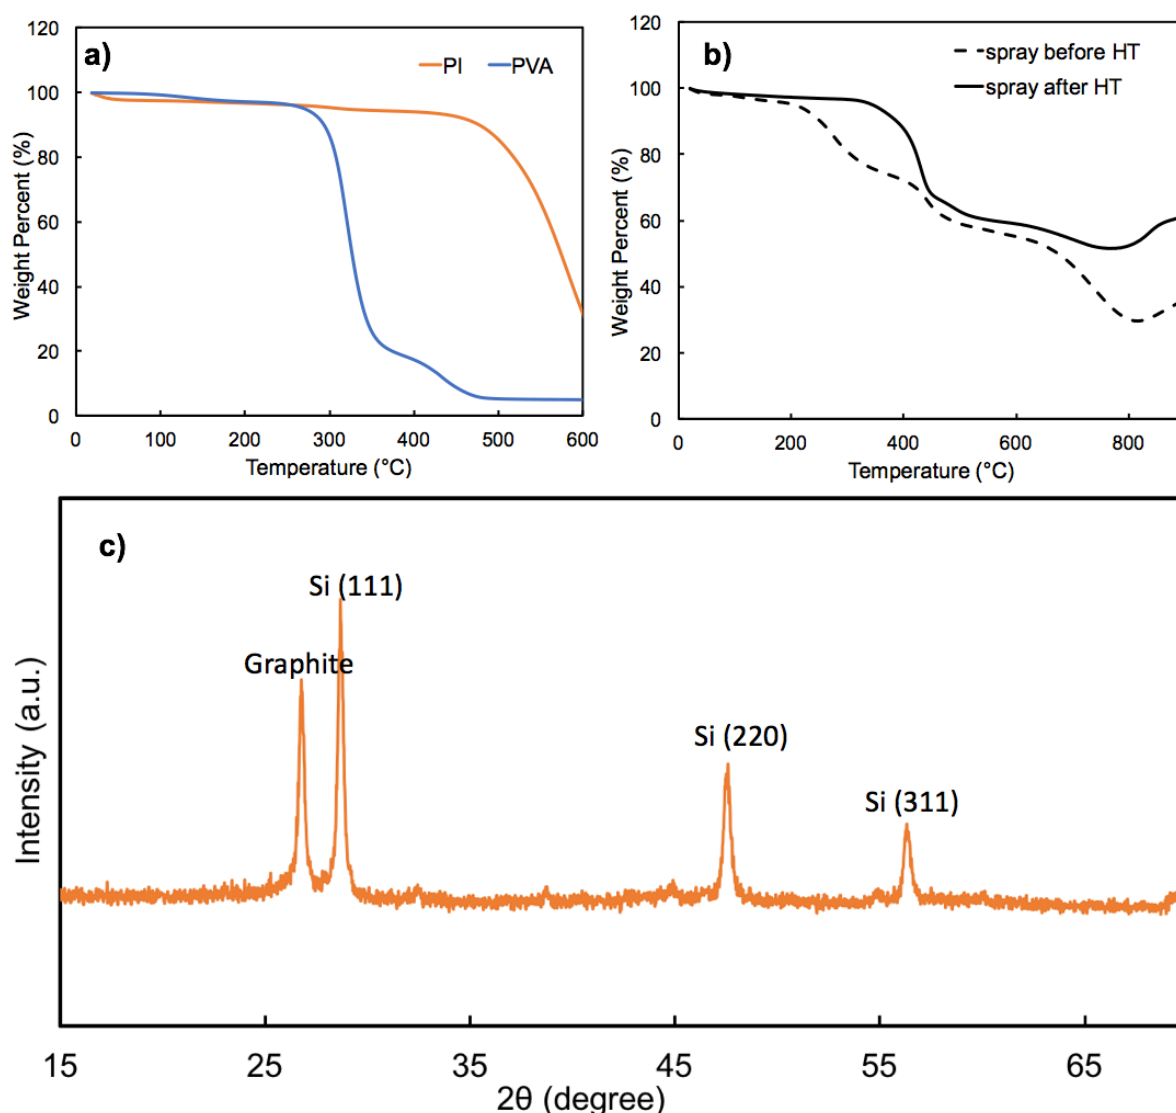 a)
PI
PVA
120
100
80
60
40
20
0
Weight Percent (%)
0 100 200 300 400 500 600
Temperature (°C)
b)
spray before HT
spray after HT
120
100
80
60
40
20
0
Weight Percent (%)
0 200 400 600 800
Temperature (°C)
c)
Si (111)
Graphite
Si (220)
Si (311)
Intensity (a.u.)
15 25 35 45 55 65
2θ (degree)